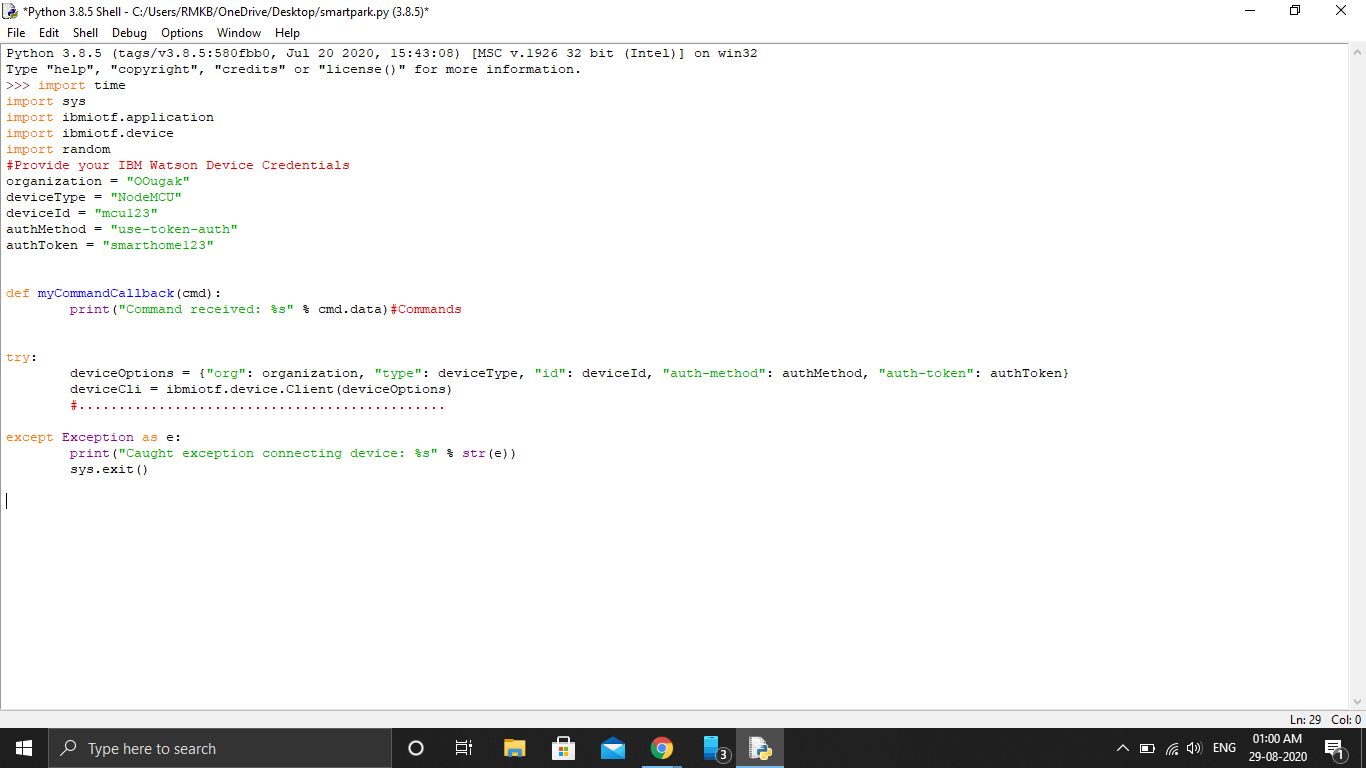 *Python 3.8.5 Shell - C:/Users/RMKB/OneDrive/Desktop/smartpark.py (3.8.5)*
File Edit Shell Debug Options Window Help
Python 3.8.5 (tags/v3.8.5:580fbb0, Jul 20 2020, 15:43:08) [MSC v.1926 32 bit (Intel)] on win32
Type "help", "copyright", "credits" or "license()" for more information.
>>> import time
import sys
import ibmiotf.application
import ibmiotf.device
import random
#Provide your IBM Watson Device Credentials
organization = "OOugak"
deviceType = "NodeMCU"
deviceId = "mcu123"
authMethod = "use-token-auth"
authToken = "smarthome123"
def myCommandCallback(cmd):
        print("Command received: %s" % cmd.data)#Commands
try:
        deviceOptions = {"org": organization, "type": deviceType, "id": deviceId, "auth-method": authMethod, "auth-token": authToken}
        deviceCli = ibmiotf.device.Client(deviceOptions)
        #..............................................
except Exception as e:
        print("Caught exception connecting device: %s" % str(e))
        sys.exit()
Ln: 29 Col: 0
Type here to search
3
ENG
01:00 AM
29-08-2020
1